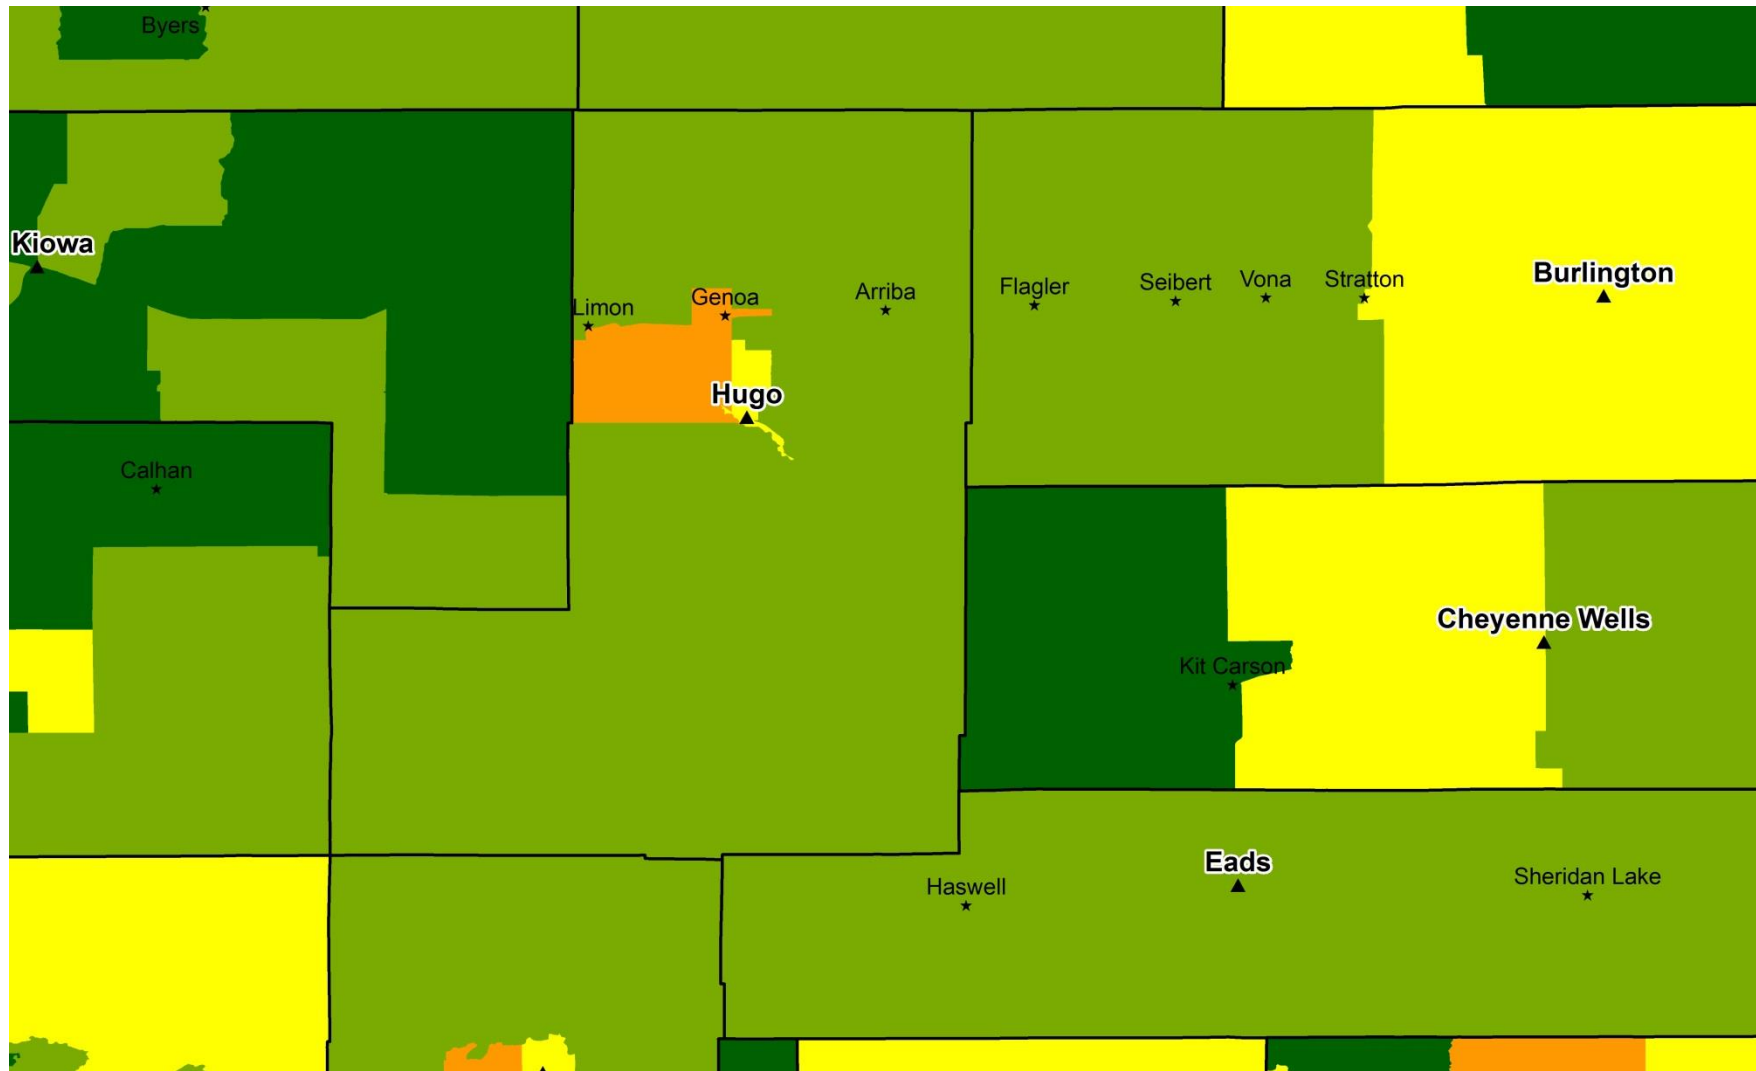 Byers
Kiowa
Limon
Genoa
Arriba
Flagler
Seibert
Vona
Stratton
Burlington
Hugo
Calhan
Cheyenne Wells
Kit Carson
Haswell
Eads
Sheridan Lake